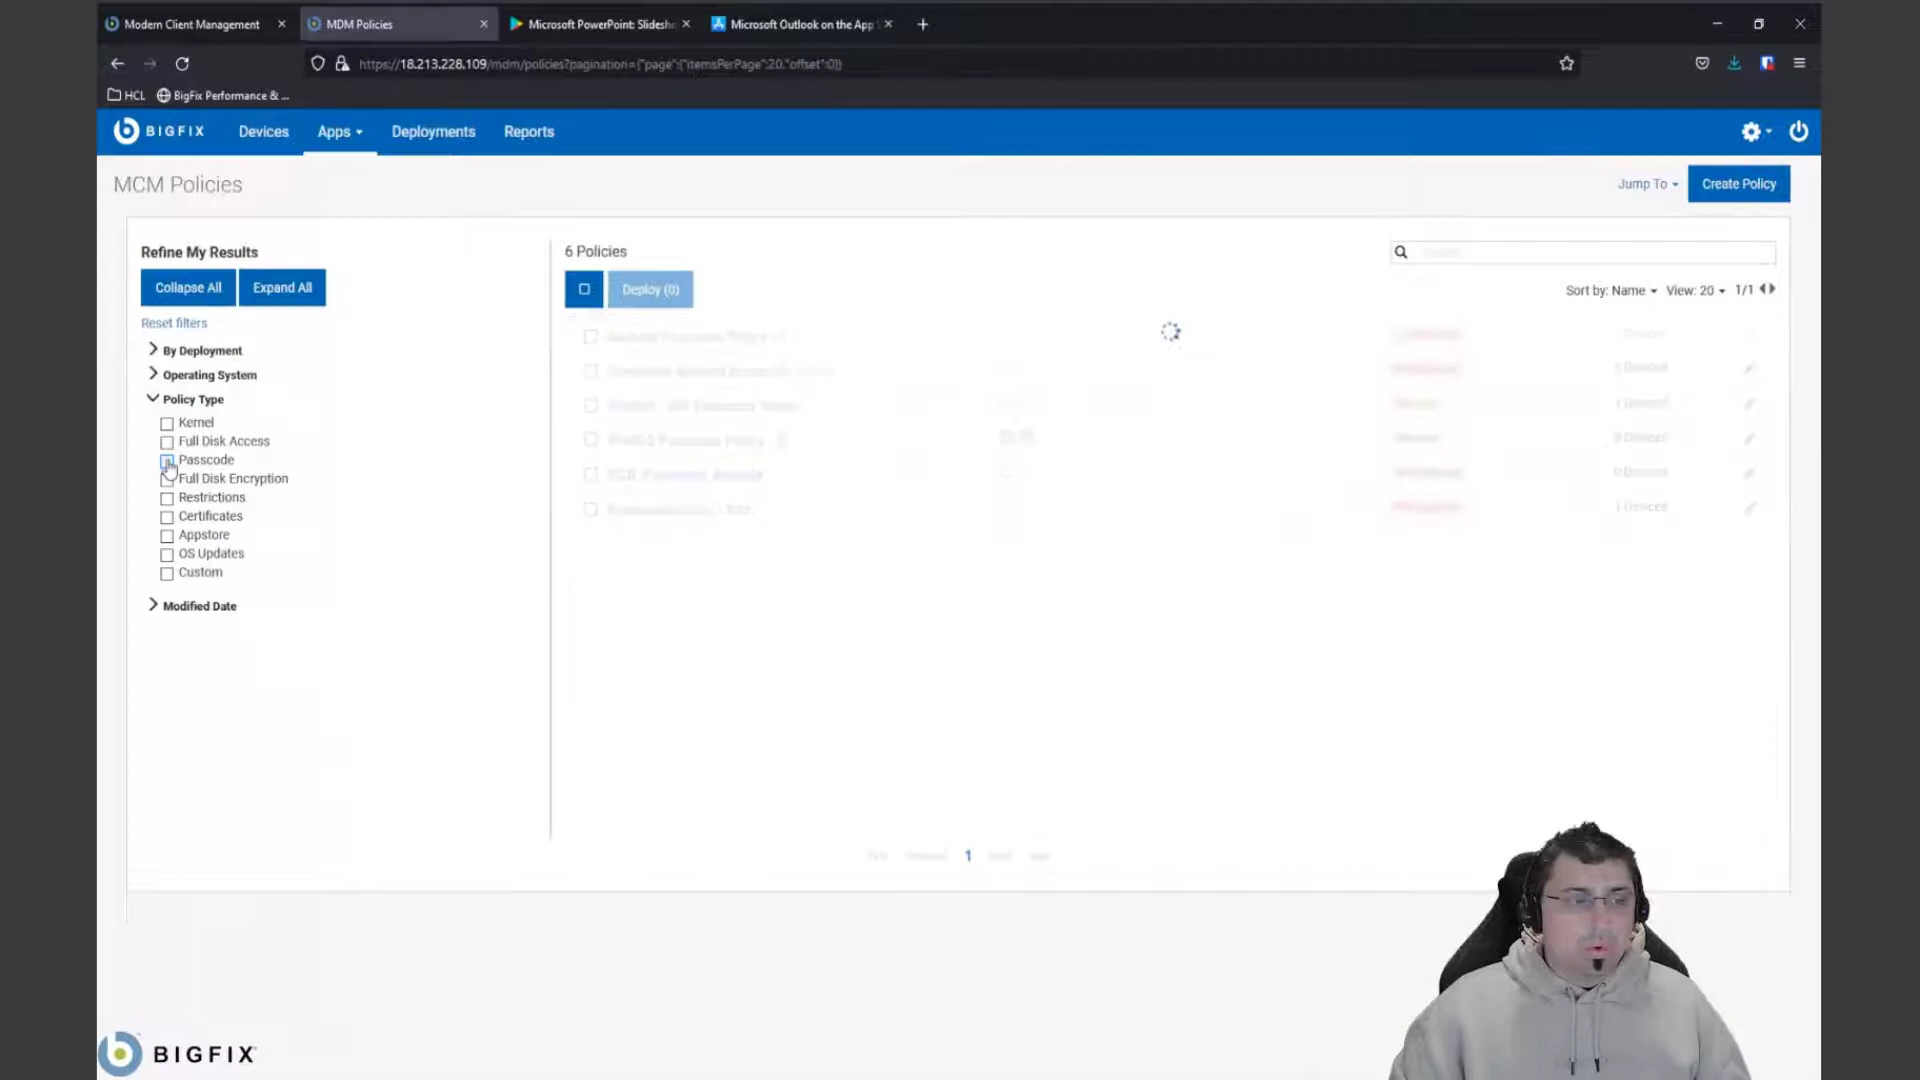 Modern Client Management
MDM Policies
Microsoft PowerPoint: Slidesh
Microsoft Outlook on the App
https://18.213.228.109/mdm/policies?pagination={"page":{"itemsPerPage":20,"offset":0}}
HCL
BigFix Performance & ...
BIGFIX
Devices
Apps
Deployments
Reports
MCM Policies
Jump To
Create Policy
Refine My Results
6 Policies
Collapse All
Expand All
Deploy (0)
Sort by: Name
View: 20
1/1
Reset filters
By Deployment
Operating System
Policy Type
Kernel
Full Disk Access
Passcode
Full Disk Encryption
Restrictions
Certificates
Appstore
OS Updates
Custom
Modified Date
1
BIGFIX